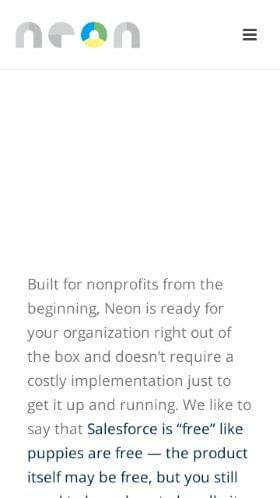 neon
Built for nonprofits from the
beginning, Neon is ready for
your organization right out of
the box and doesn't require a
costly implementation just to
get it up and running. We like to
say that Salesforce is “free” like
puppies are free — the product
itself may be free, but you still